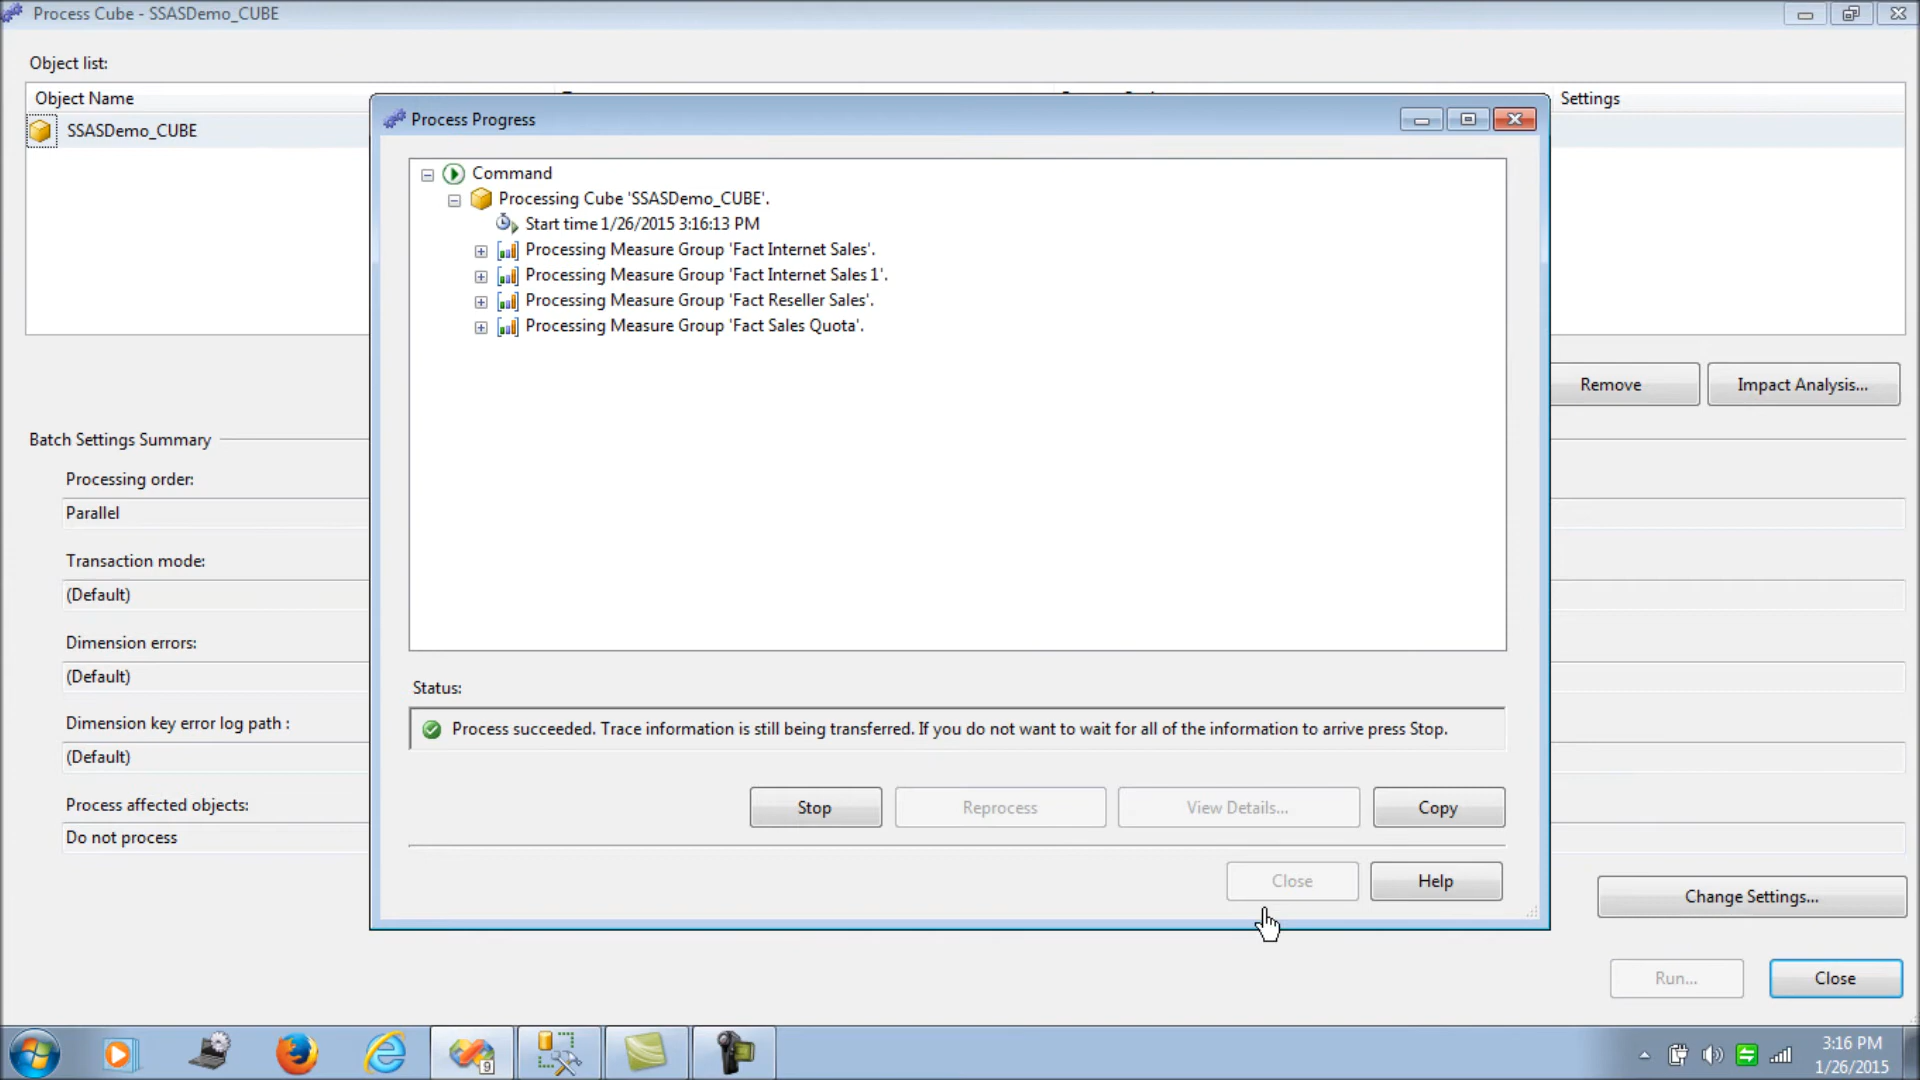 Process Cube - SSASDemo_CUBE
Object list:
Object Name
Settings
SSASDemo_CUBE
Process Progress
Command
Processing Cube 'SSASDemo_CUBE'.
Start time 1/26/2015 3:16:13 PM
Processing Measure Group 'Fact Internet Sales'.
Processing Measure Group 'Fact Internet Sales 1'.
Processing Measure Group 'Fact Reseller Sales'.
Processing Measure Group 'Fact Sales Quota'.
Remove
Impact Analysis...
Batch Settings Summary
Processing order:
Parallel
Transaction mode:
(Default)
Dimension errors:
(Default)
Dimension key error log path :
(Default)
Process affected objects:
Do not process
Status:
Process succeeded. Trace information is still being transferred. If you do not want to wait for all of the information to arrive press Stop.
Stop
Reprocess
View Details...
Copy
Close
Help
Change Settings...
Run...
Close
9
3:16 PM
1/26/2015